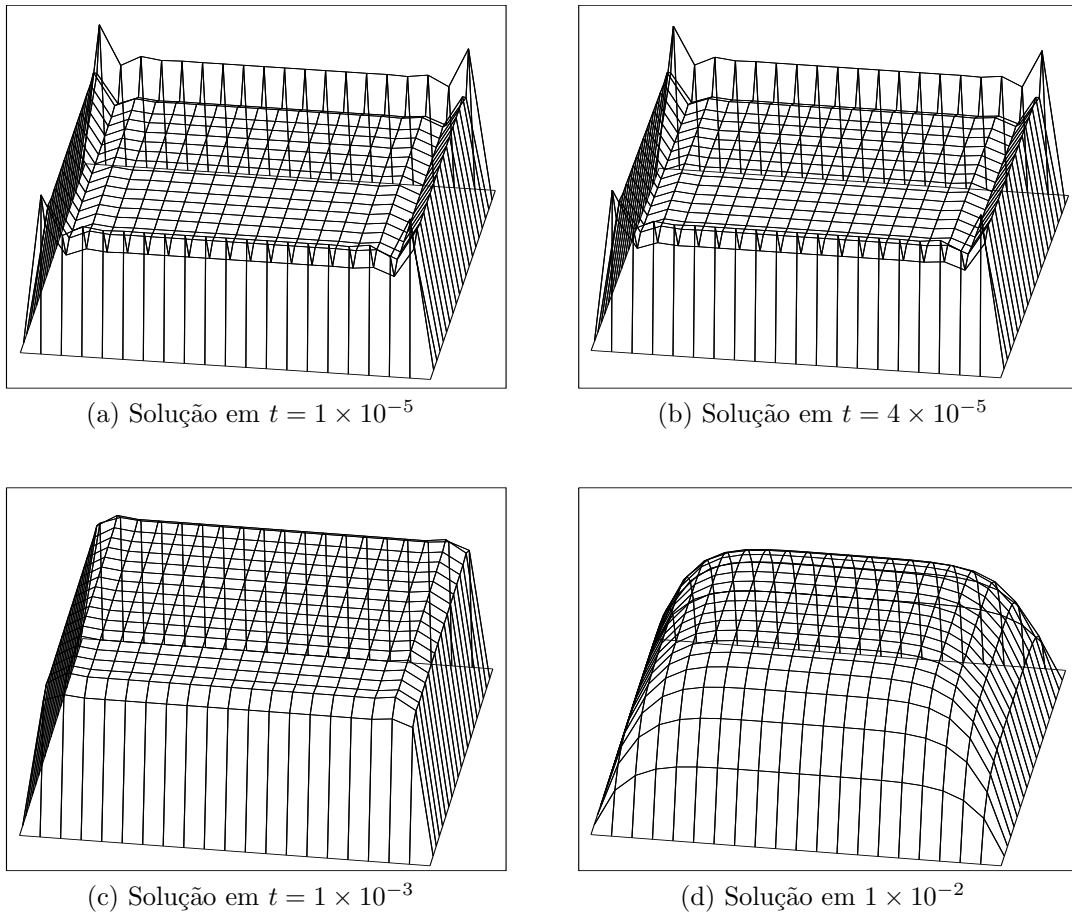 (a) Solução em t = 1 × 10⁻⁵
(b) Solução em t = 4 × 10⁻⁵
(c) Solução em t = 1 × 10⁻³
(d) Solução em 1 × 10⁻²